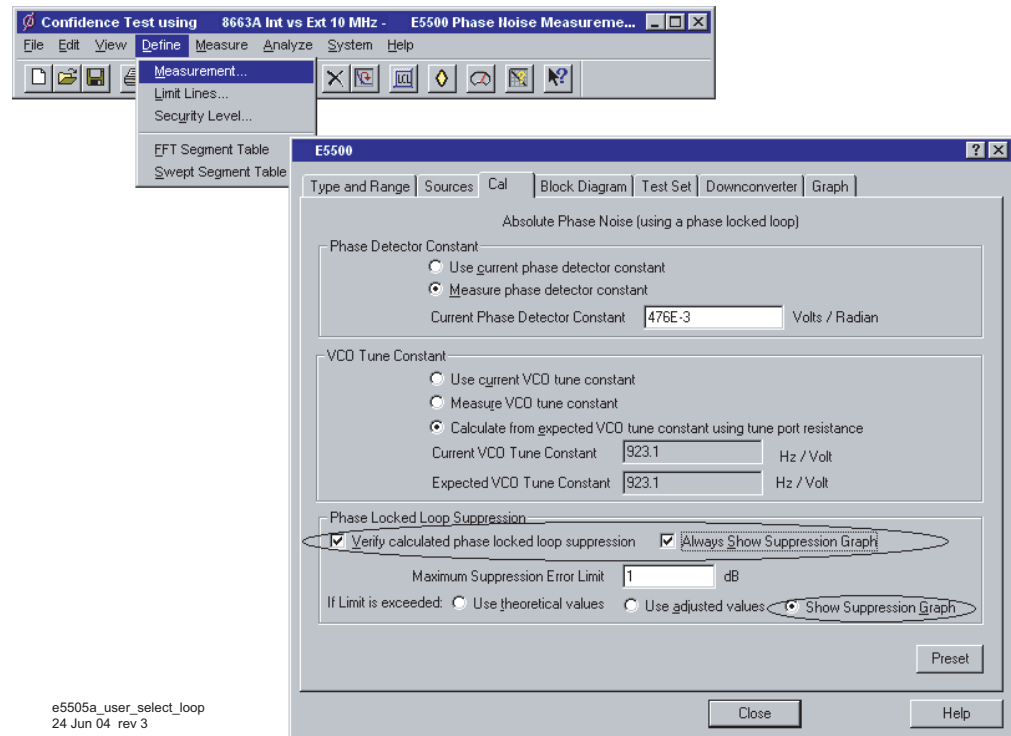 Confidence Test using 8663A Int vs Ext 10 MHz - E5500 Phase Noise Measureme...
File Edit View Define Measure Analyze System Help
Measurement...
Limit Lines...
Security Level...
FFT Segment Table
Swept Segment Table
E5500
Type and Range Sources Cal Block Diagram Test Set Downconverter Graph
Absolute Phase Noise (using a phase locked loop)
Phase Detector Constant
Use current phase detector constant
Measure phase detector constant
Current Phase Detector Constant 476E-3 Volts / Radian
VCO Tune Constant
Use current VCO tune constant
Measure VCO tune constant
Calculate from expected VCO tune constant using tune port resistance
Current VCO Tune Constant 923.1 Hz / Volt
Expected VCO Tune Constant 923.1 Hz / Volt
Phase Locked Loop Suppression
Verify calculated phase locked loop suppression Always Show Suppression Graph
Maximum Suppression Error Limit 1 dB
If Limit is exceeded: Use theoretical values Use adjusted values Show Suppression Graph
Preset
Close Help
e5505a_user_select_loop
24 Jun 04 rev 3